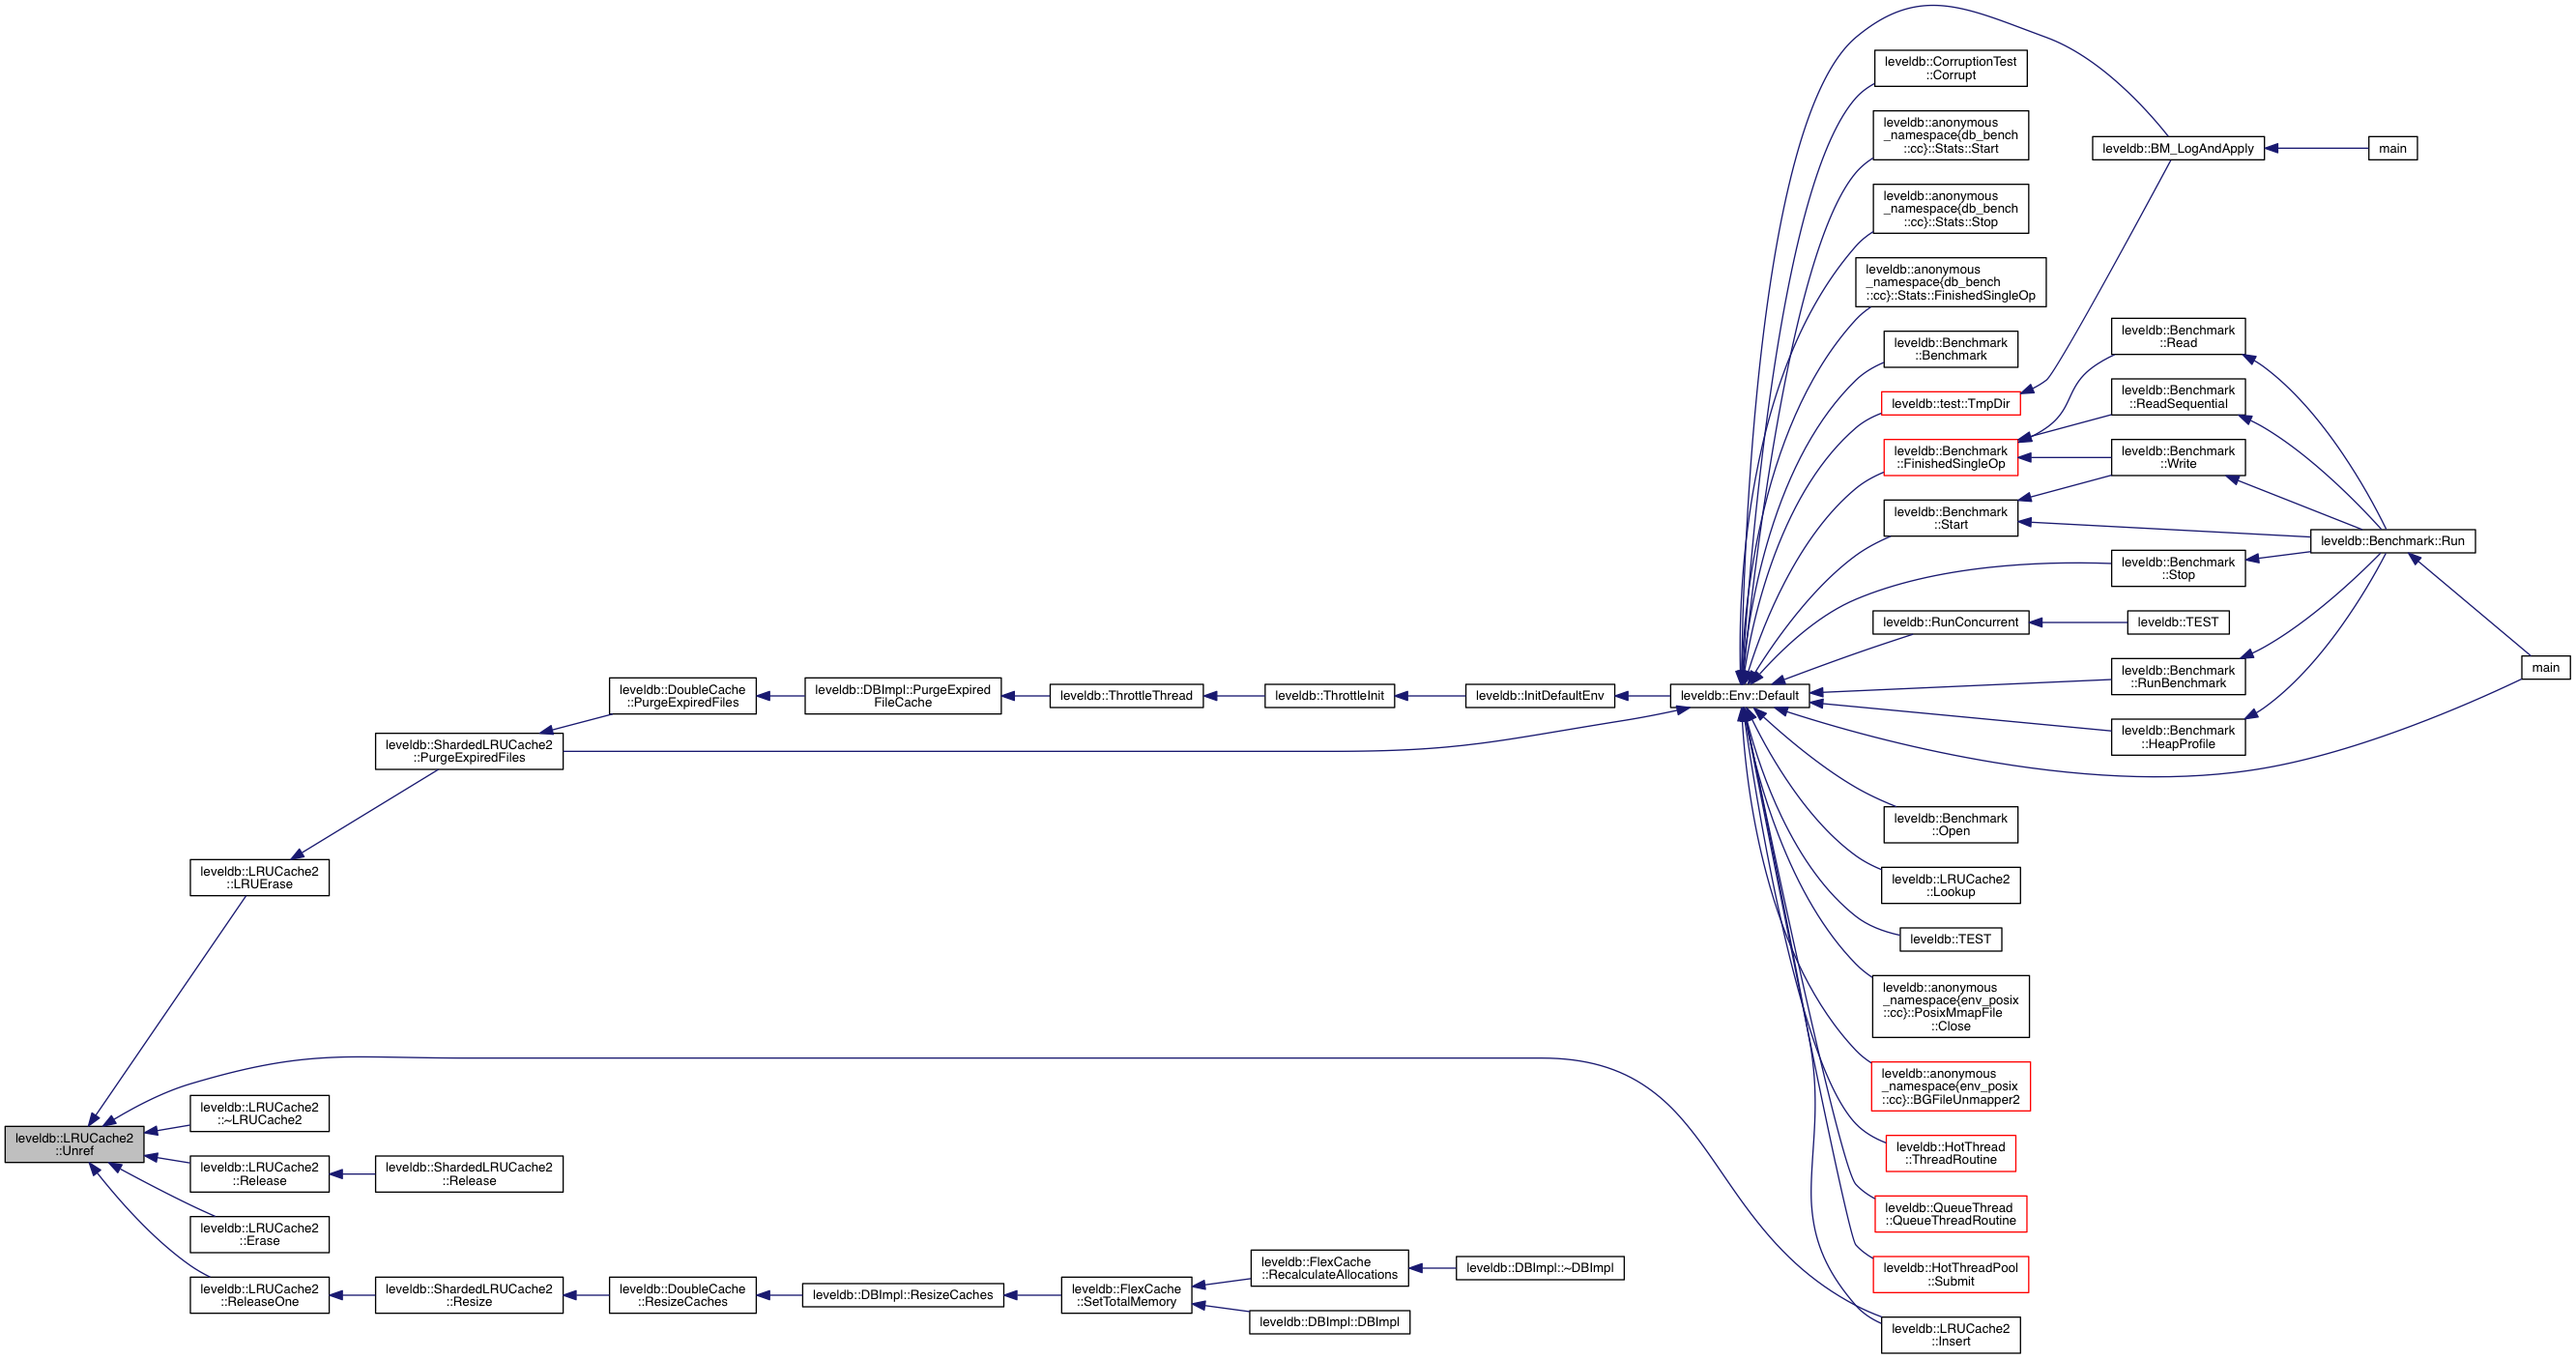 leveldb::LRUCache2
::Unref
leveldb::LRUCache2
::LRUErase
leveldb::LRUCache2
::~LRUCache2
leveldb::LRUCache2
::Release
leveldb::LRUCache2
::Erase
leveldb::LRUCache2
::ReleaseOne
leveldb::ShardedLRUCache2
::PurgeExpiredFiles
leveldb::ShardedLRUCache2
::Release
leveldb::ShardedLRUCache2
::Resize
leveldb::DoubleCache
::PurgeExpiredFiles
leveldb::DoubleCache
::ResizeCaches
leveldb::DBImpl::PurgeExpired
FileCache
leveldb::DBImpl::ResizeCaches
leveldb::ThrottleThread
leveldb::FlexCache
::SetTotalMemory
leveldb::ThrottleInit
leveldb::FlexCache
::RecalculateAllocations
leveldb::DBImpl::DBImpl
leveldb::InitDefaultEnv
leveldb::DBImpl::~DBImpl
leveldb::Env::Default
leveldb::CorruptionTest
::Corrupt
leveldb::anonymous
_namespace{db_bench
::cc}::Stats::Start
leveldb::anonymous
_namespace{db_bench
::cc}::Stats::Stop
leveldb::anonymous
_namespace{db_bench
::cc}::Stats::FinishedSingleOp
leveldb::Benchmark
::Benchmark
leveldb::test::TmpDir
leveldb::Benchmark
::FinishedSingleOp
leveldb::Benchmark
::Start
leveldb::RunConcurrent
leveldb::Benchmark
::Open
leveldb::LRUCache2
::Lookup
leveldb::TEST
leveldb::anonymous
_namespace{env_posix
::cc}::PosixMmapFile
::Close
leveldb::anonymous
_namespace{env_posix
::cc}::BGFileUnmapper2
leveldb::HotThread
::ThreadRoutine
leveldb::QueueThread
::QueueThreadRoutine
leveldb::HotThreadPool
::Submit
leveldb::LRUCache2
::Insert
leveldb::BM_LogAndApply
leveldb::Benchmark
::Read
leveldb::Benchmark
::ReadSequential
leveldb::Benchmark
::Write
leveldb::Benchmark
::Stop
leveldb::TEST
leveldb::Benchmark
::RunBenchmark
leveldb::Benchmark
::HeapProfile
main
leveldb::Benchmark::Run
main